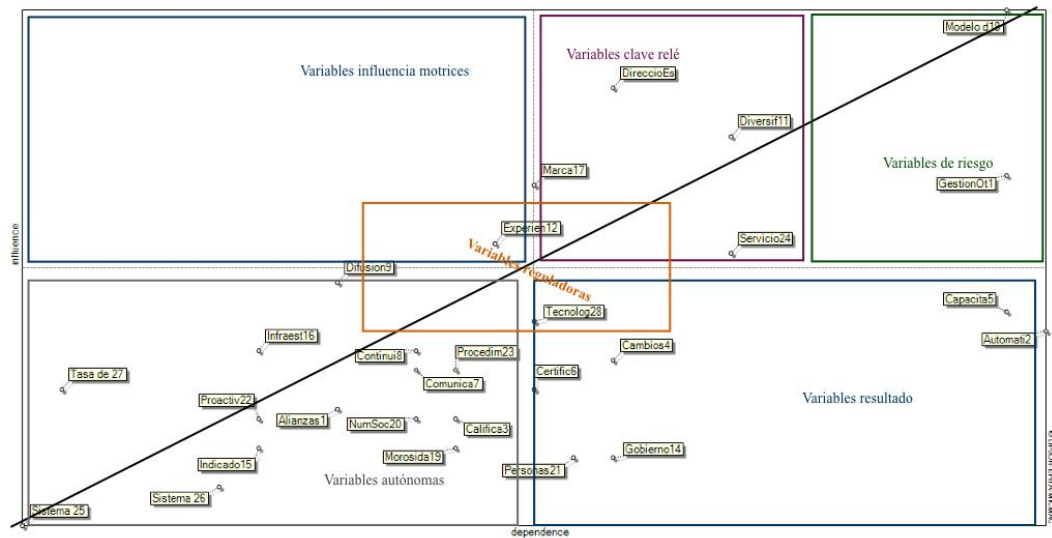 Modelo d18
Variables clave relé
Variables influencia motrices
DireccioEs
Diversif11
Variables de riesgo
Marca17
GestionOt1
Experien12
Servicio24
influence
Variables reguladoras
Difusion9
Capacita5
Tecnolog28
Infraest16
Automati2
Continui8
Procedim23
Cambios4
Tasa de 27
Comunica7
Certific6
Proactiv22
Variables resultado
Alianzas1
NumSoc20
Califica3
Gobierno14
Morosida19
Indicado15
Personas21
Variables autónomas
Sistema 26
Sistema 25
dependence